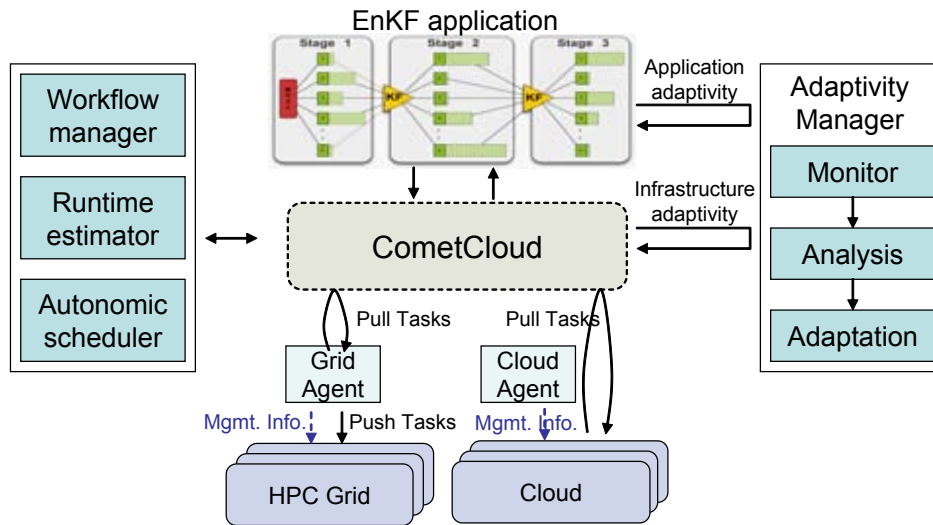 EnKF application
Stage 1
Stage 2
Stage 3
KF
KF
Workflow
manager
Runtime
estimator
Autonomic
scheduler
Application
adaptivity
Infrastructure
adaptivity
Adaptivity
Manager
Monitor
Analysis
Adaptation
CometCloud
Pull Tasks
Pull Tasks
Grid
Agent
Cloud
Agent
Mgmt. Info.
Push Tasks
Mgmt. Info.
HPC Grid
Cloud